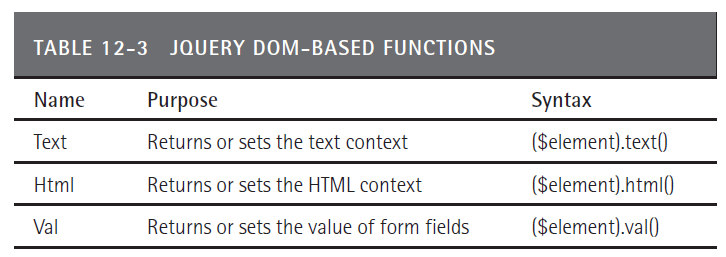 TABLE 12-3 JQUERY DOM-BASED FUNCTIONS
Name Purpose Syntax
Text Returns or sets the text context ($element).text()
Html Returns or sets the HTML context ($element).html()
Val Returns or sets the value of form fields ($element).val()